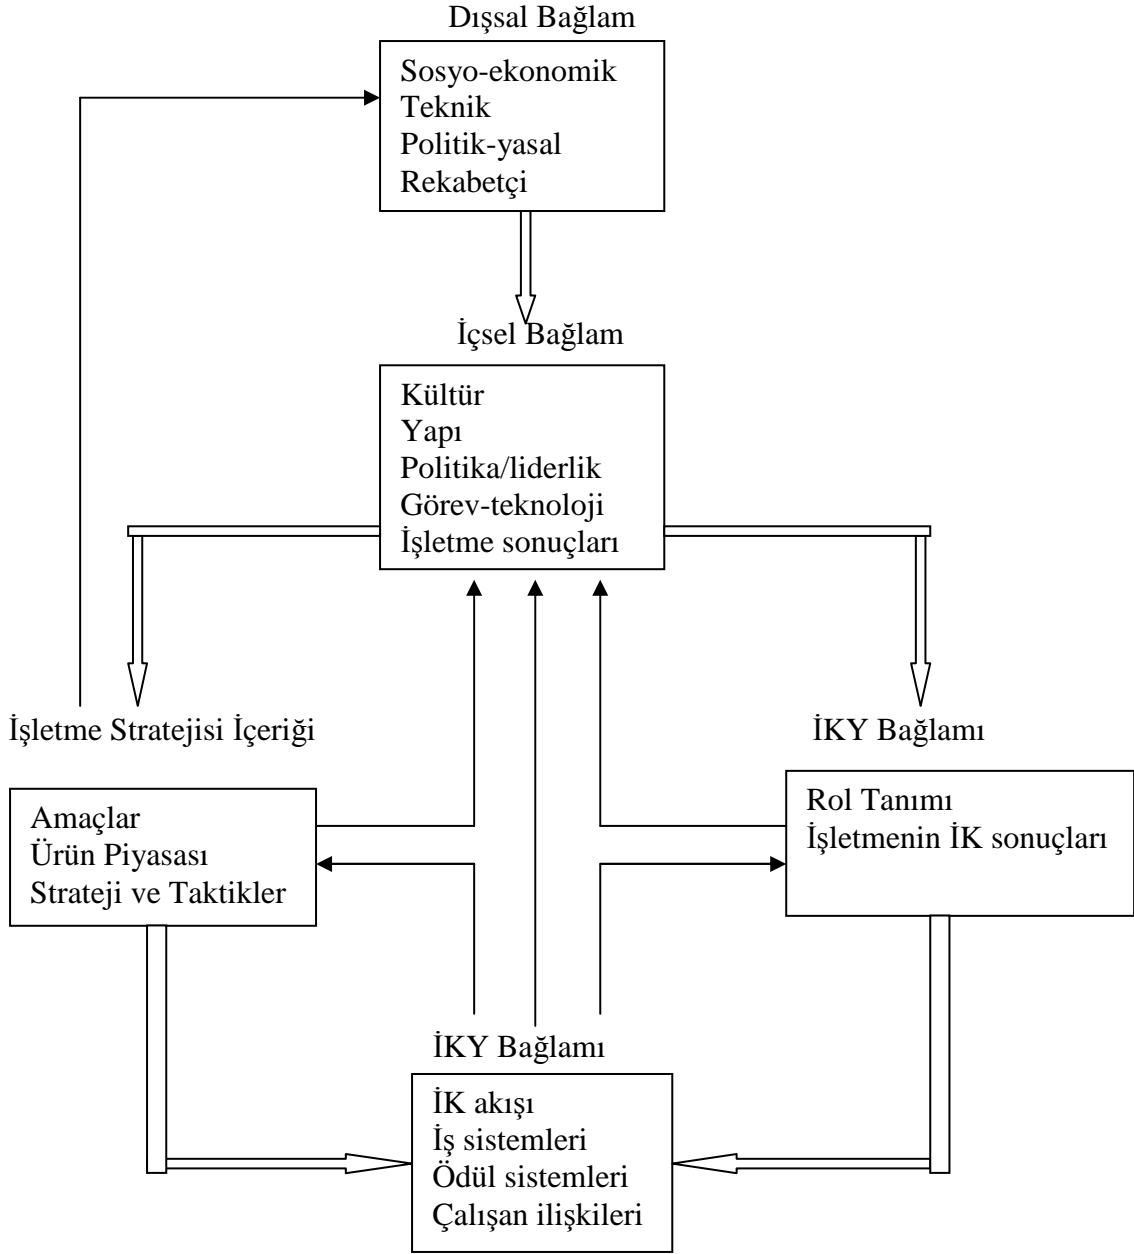 Dışsal Bağlam
Sosyo-ekonomik
Teknik
Politik-yasal
Rekabetçi
İçsel Bağlam
Kültür
Yapı
Politika/liderlik
Görev-teknoloji
İşletme sonuçları
İşletme Stratejisi İçeriği
Amaçlar
Ürün Piyasası
Strateji ve Taktikler
İKY Bağlamı
Rol Tanımı
İşletmenin İK sonuçları
İKY Bağlamı
İK akışı
İş sistemleri
Ödül sistemleri
Çalışan ilişkileri